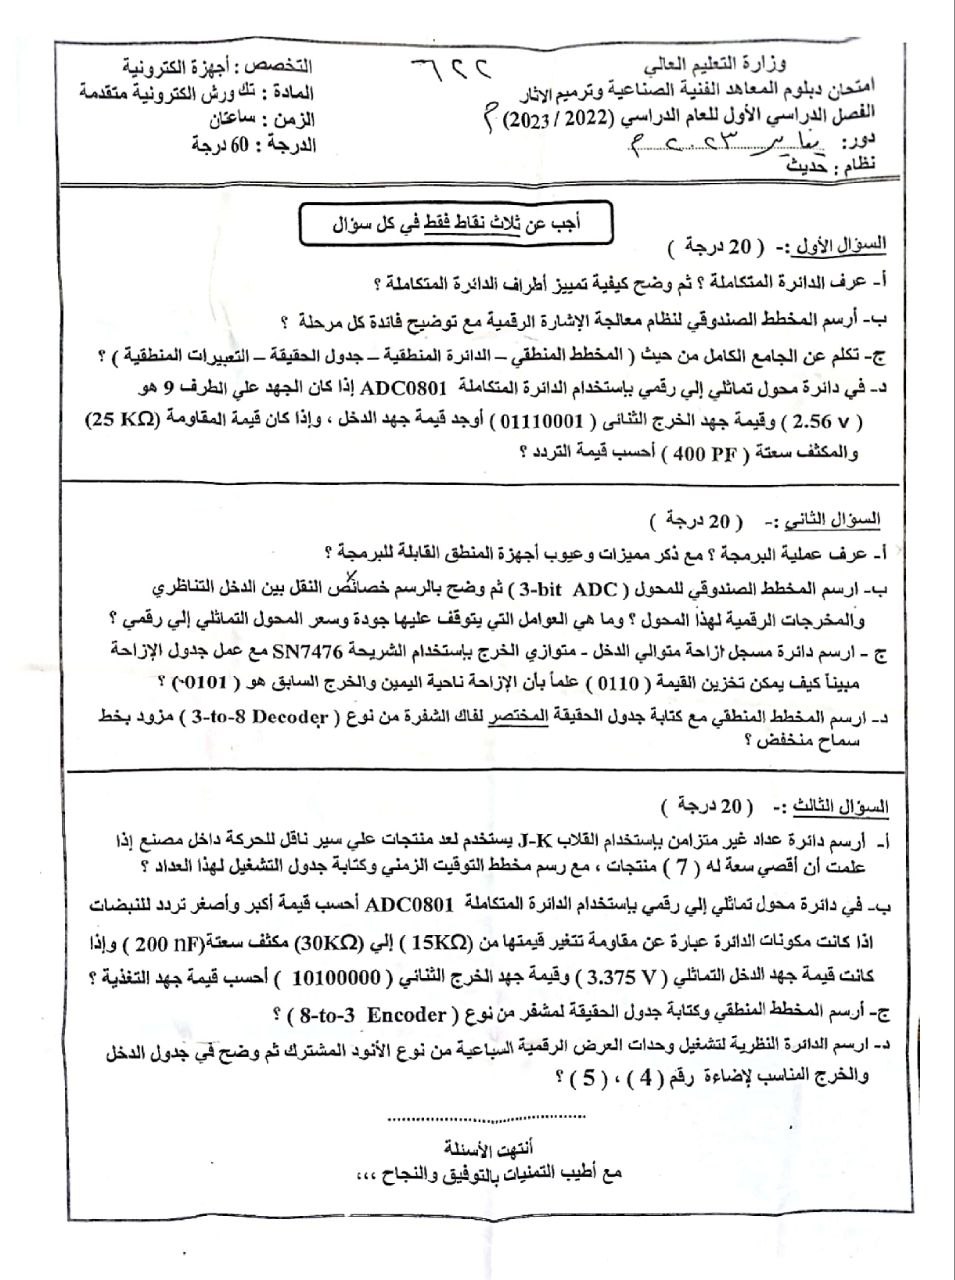 وزارة التعليم العالي
امتحان دبلوم المعاهد الفنية الصناعية وترميم الاثار
الفصل الدراسي الأول للعام الدراسي (2022 / 2023) م
دور: يناير ٢٠٢٣ م
نظام : حديث
٦٢٢
التخصص : أجهزة الكترونية
المادة : تك ورش الكترونية متقدمة
الزمن : ساعتان
الدرجة : 60 درجة
أجب عن ثلاث نقاط فقط في كل سؤال
السؤال الأول :- ( 20 درجة )
أ- عرف الدائرة المتكاملة ؟ ثم وضح كيفية تمييز أطراف الدائرة المتكاملة ؟
ب- أرسم المخطط الصندوقي لنظام معالجة الإشارة الرقمية مع توضيح فائدة كل مرحلة ؟
ج- تكلم عن الجامع الكامل من حيث ( المخطط المنطقي – الدائرة المنطقية – جدول الحقيقة – التعبيرات المنطقية ) ؟
د- في دائرة محول تماثلي إلي رقمي بإستخدام الدائرة المتكاملة ADC0801 إذا كان الجهد علي الطرف 9 هو
( 2.56 v ) وقيمة جهد الخرج الثنائى ( 01110001 ) أوجد قيمة جهد الدخل ، وإذا كان قيمة المقاومة (25 KΩ)
والمكثف سعتة ( 400 PF ) أحسب قيمة التردد ؟
السؤال الثاني :- ( 20 درجة )
أ- عرف عملية البرمجة ؟ مع ذكر مميزات وعيوب أجهزة المنطق القابلة للبرمجة ؟
ب- ارسم المخطط الصندوقي للمحول ( 3-bit ADC ) ثم وضح بالرسم خصائص النقل بين الدخل التناظري
والمخرجات الرقمية لهذا المحول ؟ وما هي العوامل التي يتوقف عليها جودة وسعر المحول التماثلي إلي رقمي ؟
ج - ارسم دائرة مسجل ازاحة متوالي الدخل - متوازي الخرج بإستخدام الشريحة SN7476 مع عمل جدول الإزاحة
مبيناً كيف يمكن تخزين القيمة ( 0110 ) علماً بأن الإزاحة ناحية اليمين والخرج السابق هو ( 0101 ) ؟
د- ارسم المخطط المنطقي مع كتابة جدول الحقيقة المختصر لفاك الشفرة من نوع ( 3-to-8 Decoder ) مزود بخط
سماح منخفض ؟
السؤال الثالث :- ( 20 درجة )
أ- أرسم دائرة عداد غير متزامن بإستخدام القلاب J-K يستخدم لعد منتجات علي سير ناقل للحركة داخل مصنع إذا
علمت أن أقصي سعة له ( 7 ) منتجات ، مع رسم مخطط التوقيت الزمني وكتابة جدول التشغيل لهذا العداد ؟
ب- في دائرة محول تماثلي إلي رقمي بإستخدام الدائرة المتكاملة ADC0801 أحسب قيمة أكبر وأصغر تردد للنبضات
اذا كانت مكونات الدائرة عبارة عن مقاومة تتغير قيمتها من (15KΩ ) إلي (30KΩ) مكثف سعتة(200 nF ) وإذا
كانت قيمة جهد الدخل التماثلي ( 3.375 V ) وقيمة جهد الخرج الثنائي ( 10100000 ) أحسب قيمة جهد التغذية ؟
ج- أرسم المخطط المنطقي وكتابة جدول الحقيقة لمشفر من نوع ( 8-to-3 Encoder ) ؟
د- ارسم الدائرة النظرية لتشغيل وحدات العرض الرقمية السباعية من نوع الأنود المشترك ثم وضح في جدول الدخل
والخرج المناسب لإضاءة رقم ( 4 ) ، ( 5 ) ؟
أنتهت الأسئلة
مع أطيب التمنيات بالتوفيق والنجاح ،،،